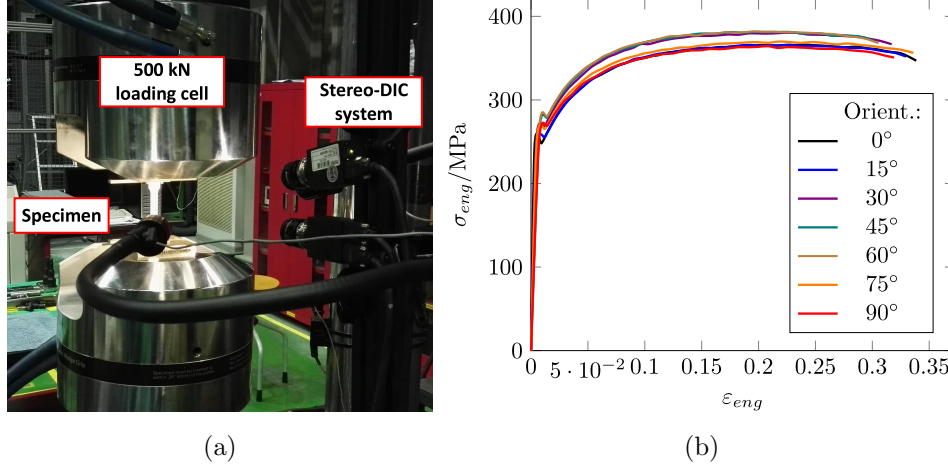 500 kN
loading cell
Stereo-DIC
system
Specimen
(a)
400
300
200
100
0
σeng/MPa
0 5 · 10⁻² 0.1 0.15 0.2 0.25 0.3 0.35
εeng
Orient.:
0°
15°
30°
45°
60°
75°
90°
(b)